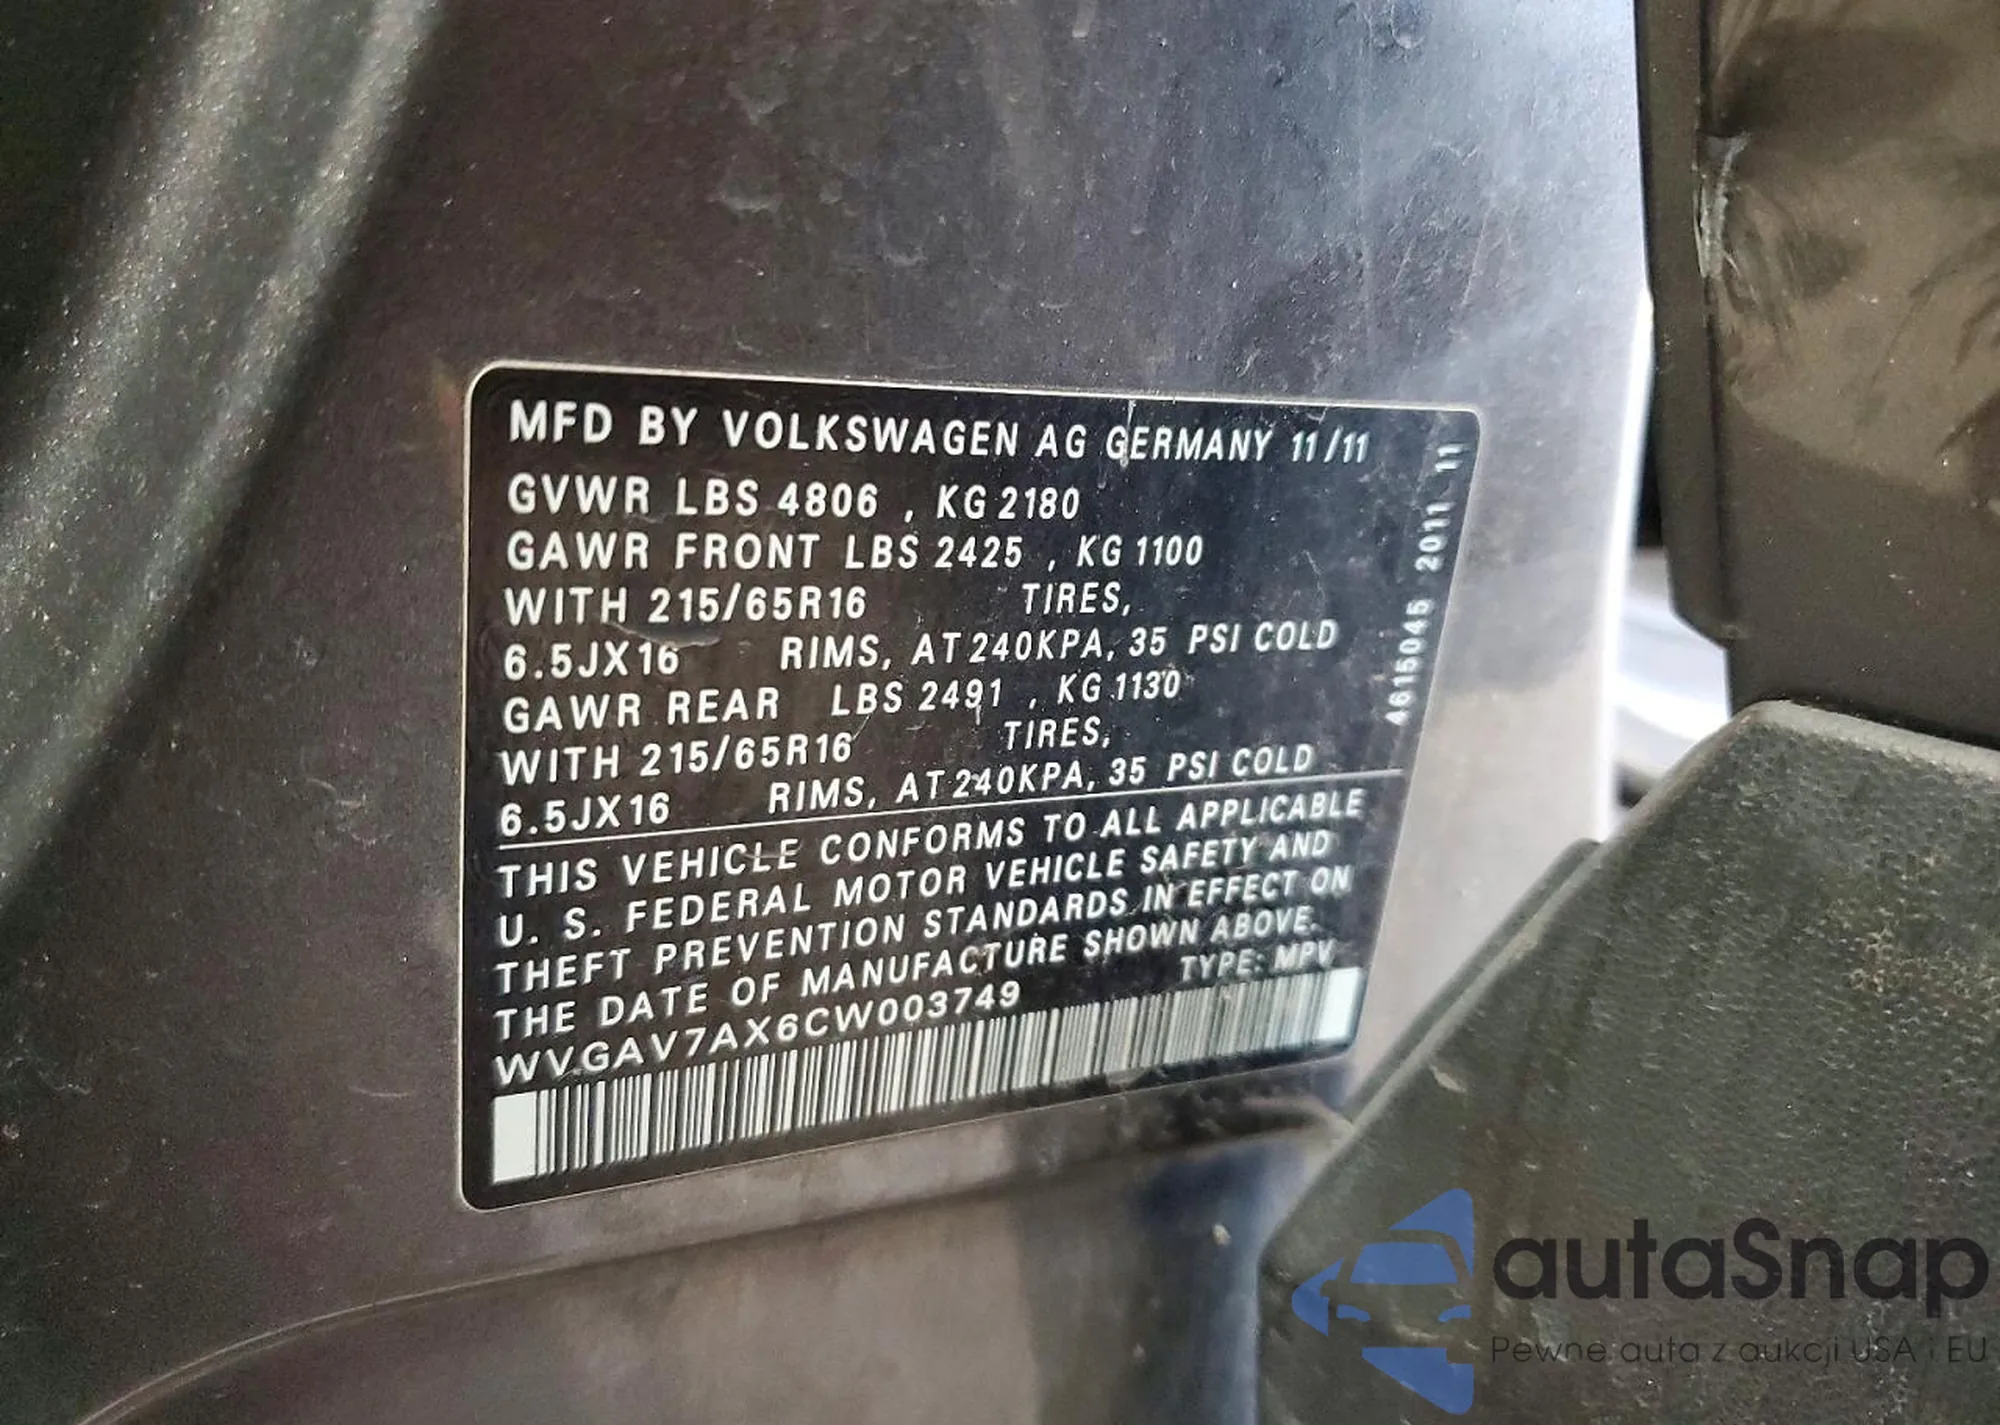 MFD BY VOLKSWAGEN AG GERMANY 11/11
GVWR LBS 4806 , KG 2180
GAWR FRONT LBS 2425 , KG 1100
WITH 215/65R16 TIRES,
6.5JX16 RIMS, AT 240KPA, 35 PSI COLD
GAWR REAR LBS 2491 , KG 1130
WITH 215/65R16 TIRES,
6.5JX16 RIMS, AT 240KPA, 35 PSI COLD
THIS VEHICLE CONFORMS TO ALL APPLICABLE
U. S. FEDERAL MOTOR VEHICLE SAFETY AND
THEFT PREVENTION STANDARDS IN EFFECT ON
THE DATE OF MANUFACTURE SHOWN ABOVE.
WVGAV7AX6CW003749 TYPE: MPV
4615045 2011 11
autaSnap
Pewne auta z aukcji USA i EU